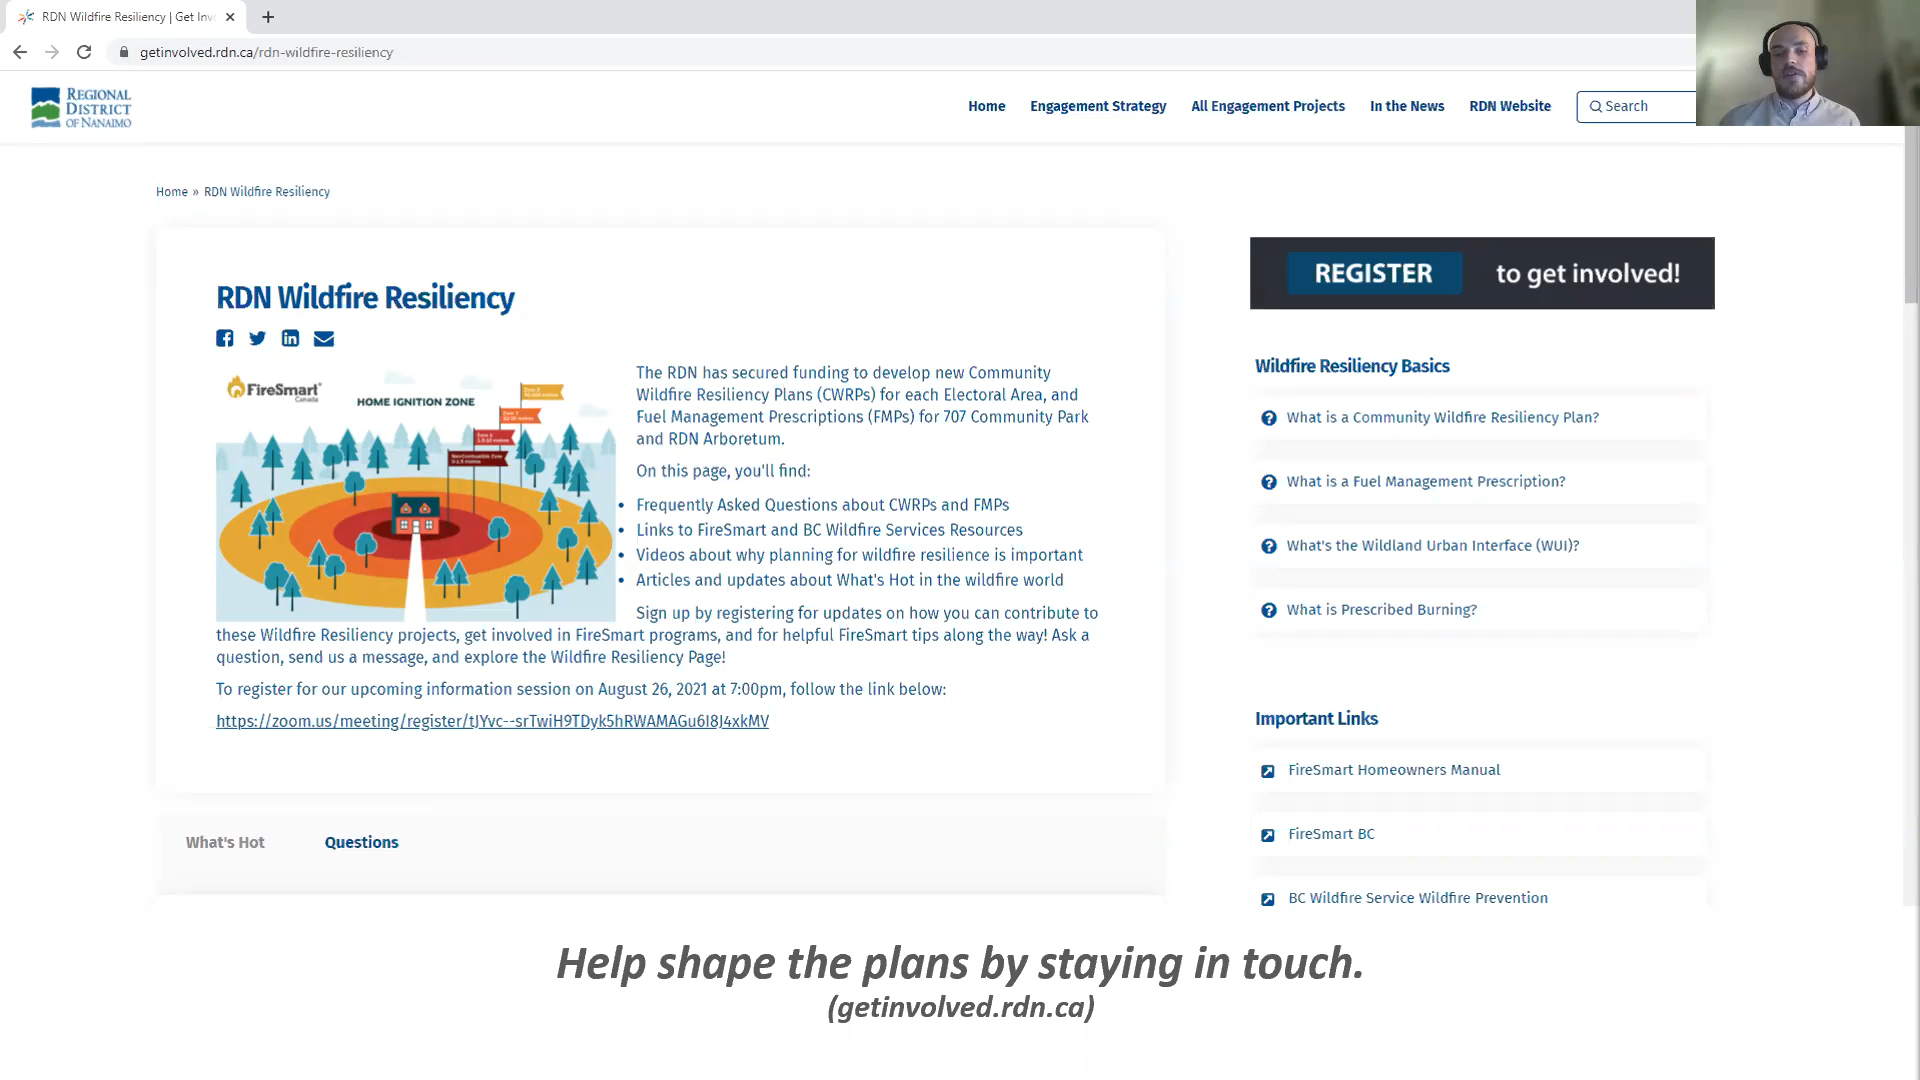 RDN Wildfire Resiliency | Get Inv
getinvolved.rdn.ca/rdn-wildfire-resiliency
REGIONAL
DISTRICT
OF NANAIMO
Home Engagement Strategy All Engagement Projects In the News RDN Website Search
Home » RDN Wildfire Resiliency
RDN Wildfire Resiliency
FireSmart
Canada
HOME IGNITION ZONE
The RDN has secured funding to develop new Community
Wildfire Resiliency Plans (CWRPs) for each Electoral Area, and
Fuel Management Prescriptions (FMPs) for 707 Community Park
and RDN Arboretum.
On this page, you'll find:
• Frequently Asked Questions about CWRPs and FMPs
• Links to FireSmart and BC Wildfire Services Resources
• Videos about why planning for wildfire resilience is important
• Articles and updates about What's Hot in the wildfire world
Sign up by registering for updates on how you can contribute to
these Wildfire Resiliency projects, get involved in FireSmart programs, and for helpful FireSmart tips along the way! Ask a
question, send us a message, and explore the Wildfire Resiliency Page!
To register for our upcoming information session on August 26, 2021 at 7:00pm, follow the link below:
https://zoom.us/meeting/register/tJYvc--srTwiH9TDyk5hRWAMAGu6I8J4xkMV
What's Hot Questions
REGISTER to get involved!
Wildfire Resiliency Basics
What is a Community Wildfire Resiliency Plan?
What is a Fuel Management Prescription?
What's the Wildland Urban Interface (WUI)?
What is Prescribed Burning?
Important Links
FireSmart Homeowners Manual
FireSmart BC
BC Wildfire Service Wildfire Prevention
Help shape the plans by staying in touch.
(getinvolved.rdn.ca)